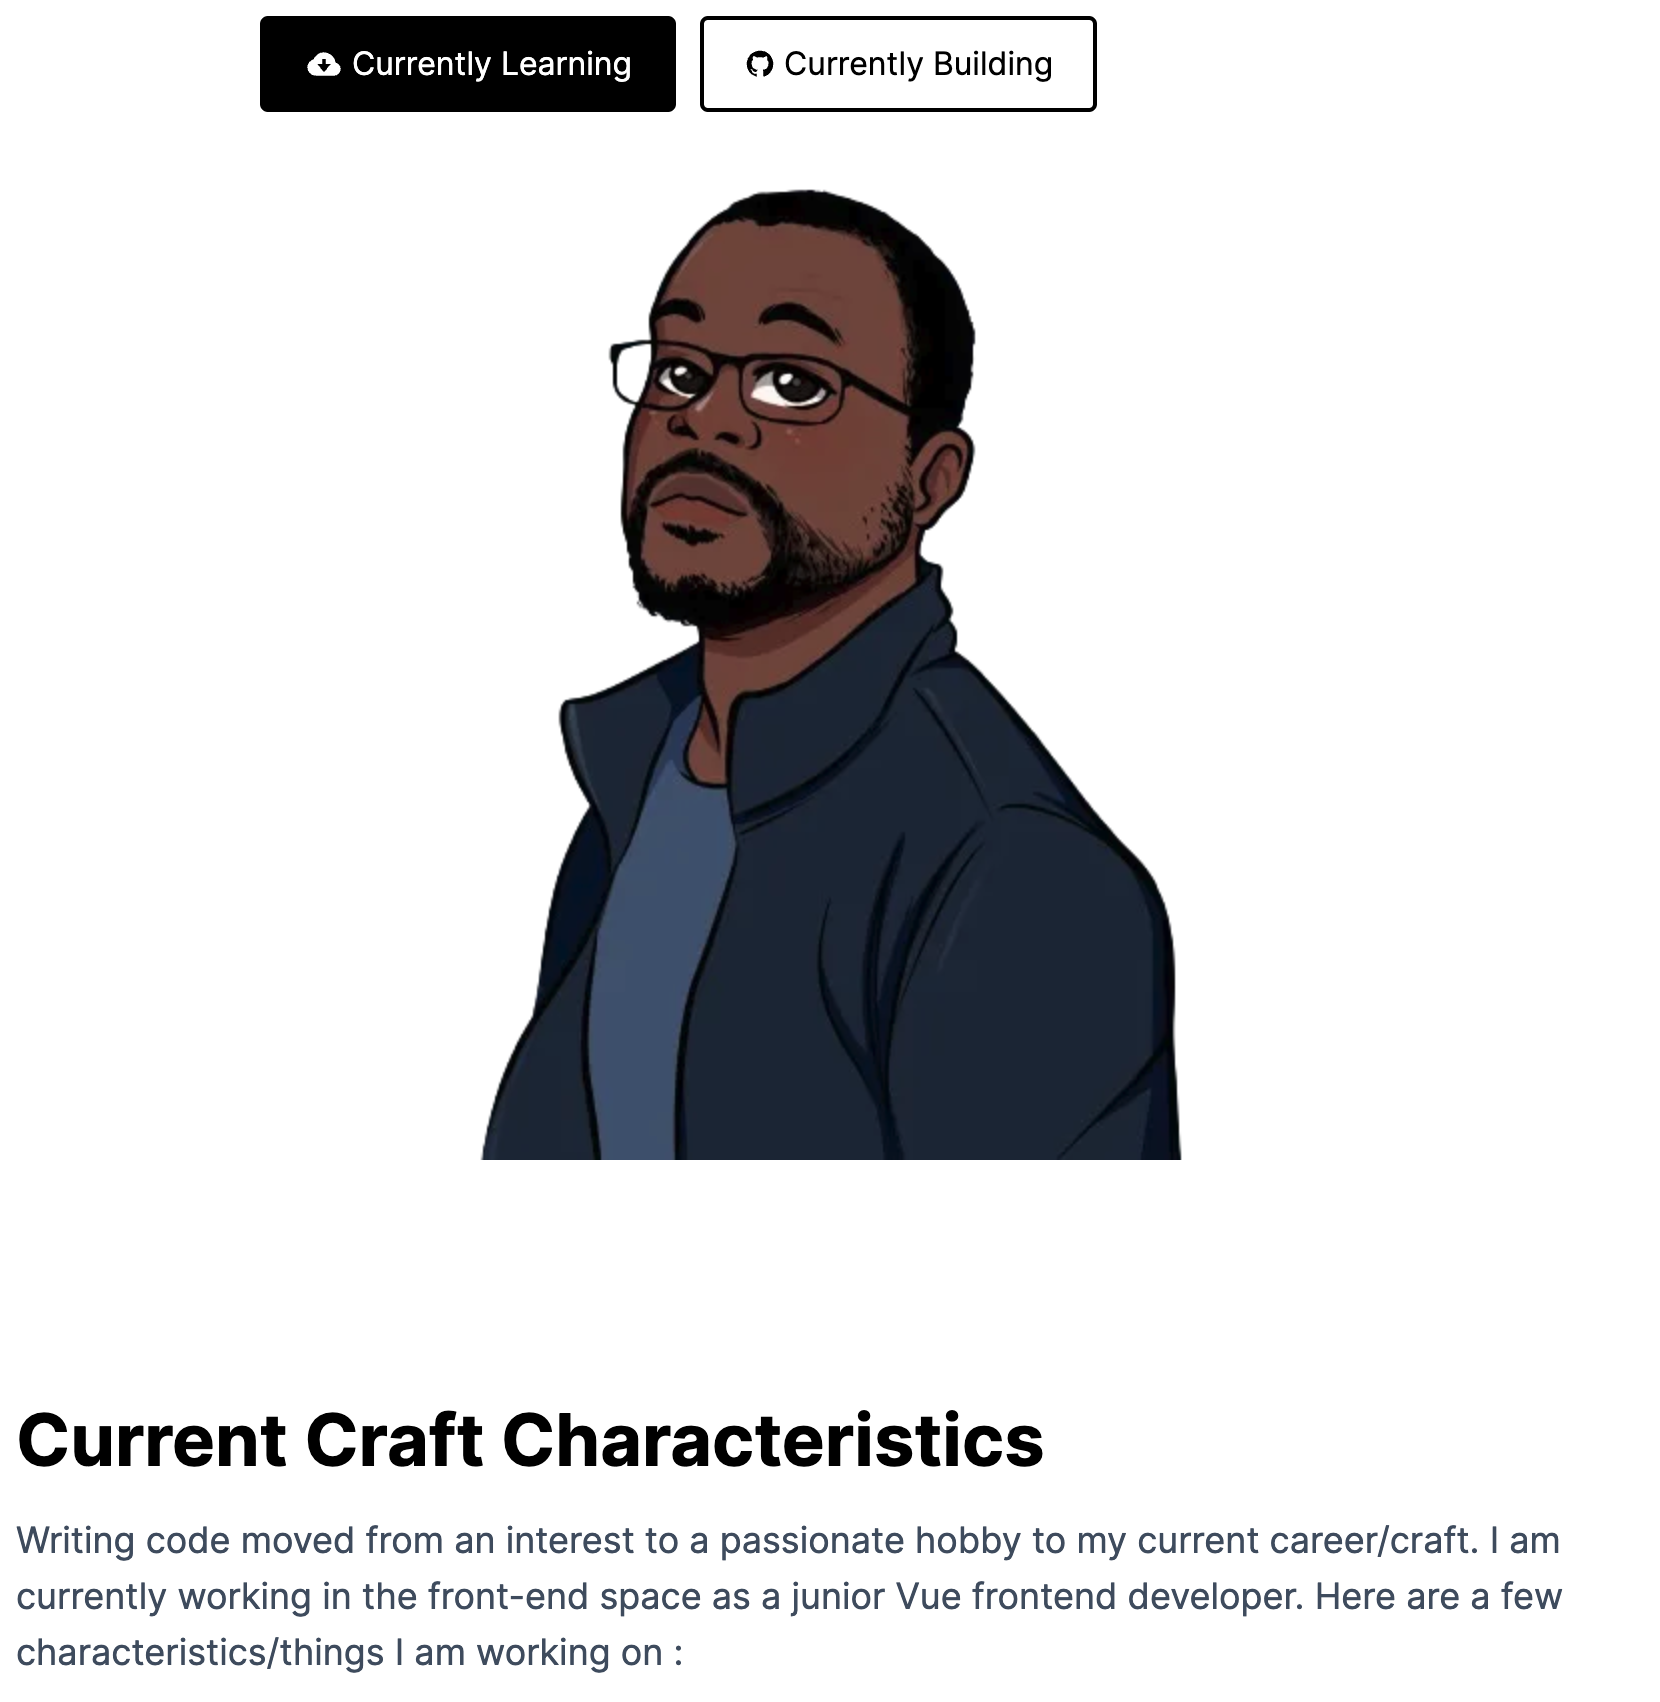 Currently Learning
Currently Building
Current Craft Characteristics
Writing code moved from an interest to a passionate hobby to my current career/craft. I am
currently working in the front-end space as a junior Vue frontend developer. Here are a few
characteristics/things I am working on :